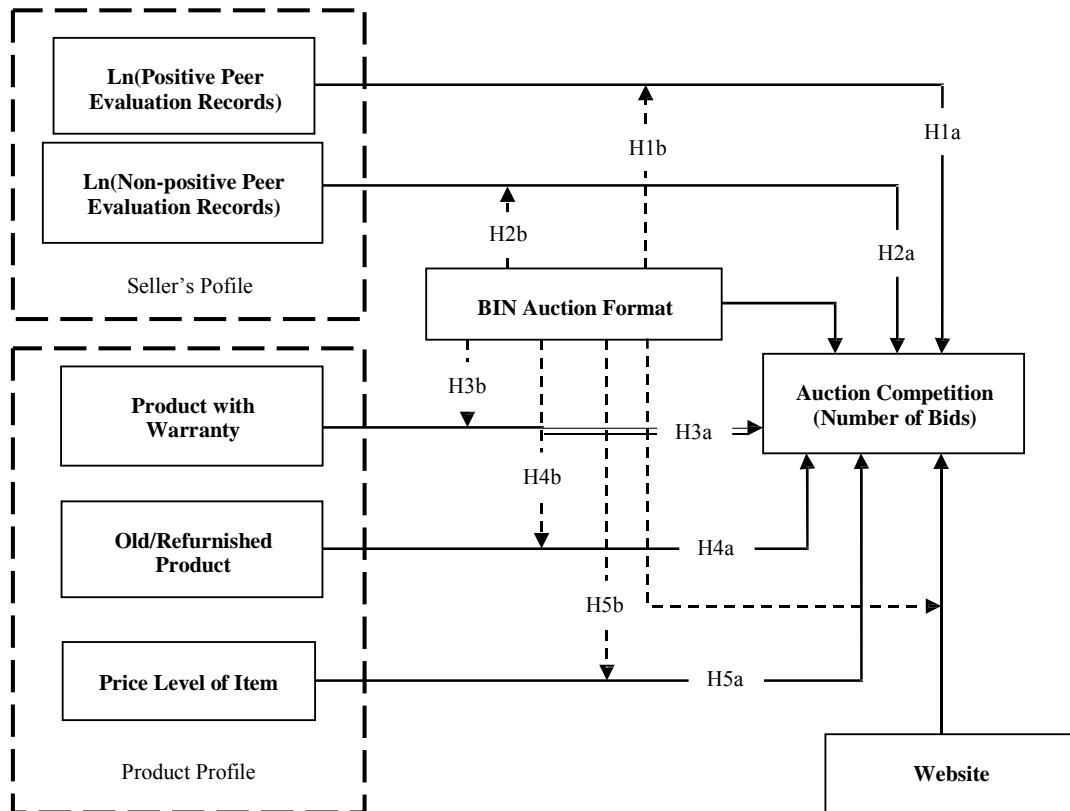 Ln(Positive Peer
Evaluation Records)
H1a
H1b
Ln(Non-positive Peer
Evaluation Records)
H2b
H2a
Seller's Pofile
BIN Auction Format
H3b
Product with
Warranty
Auction Competition
(Number of Bids)
H3a
H4b
Old/Refurnished
Product
H4a
H5b
Price Level of Item
H5a
Product Profile
Website